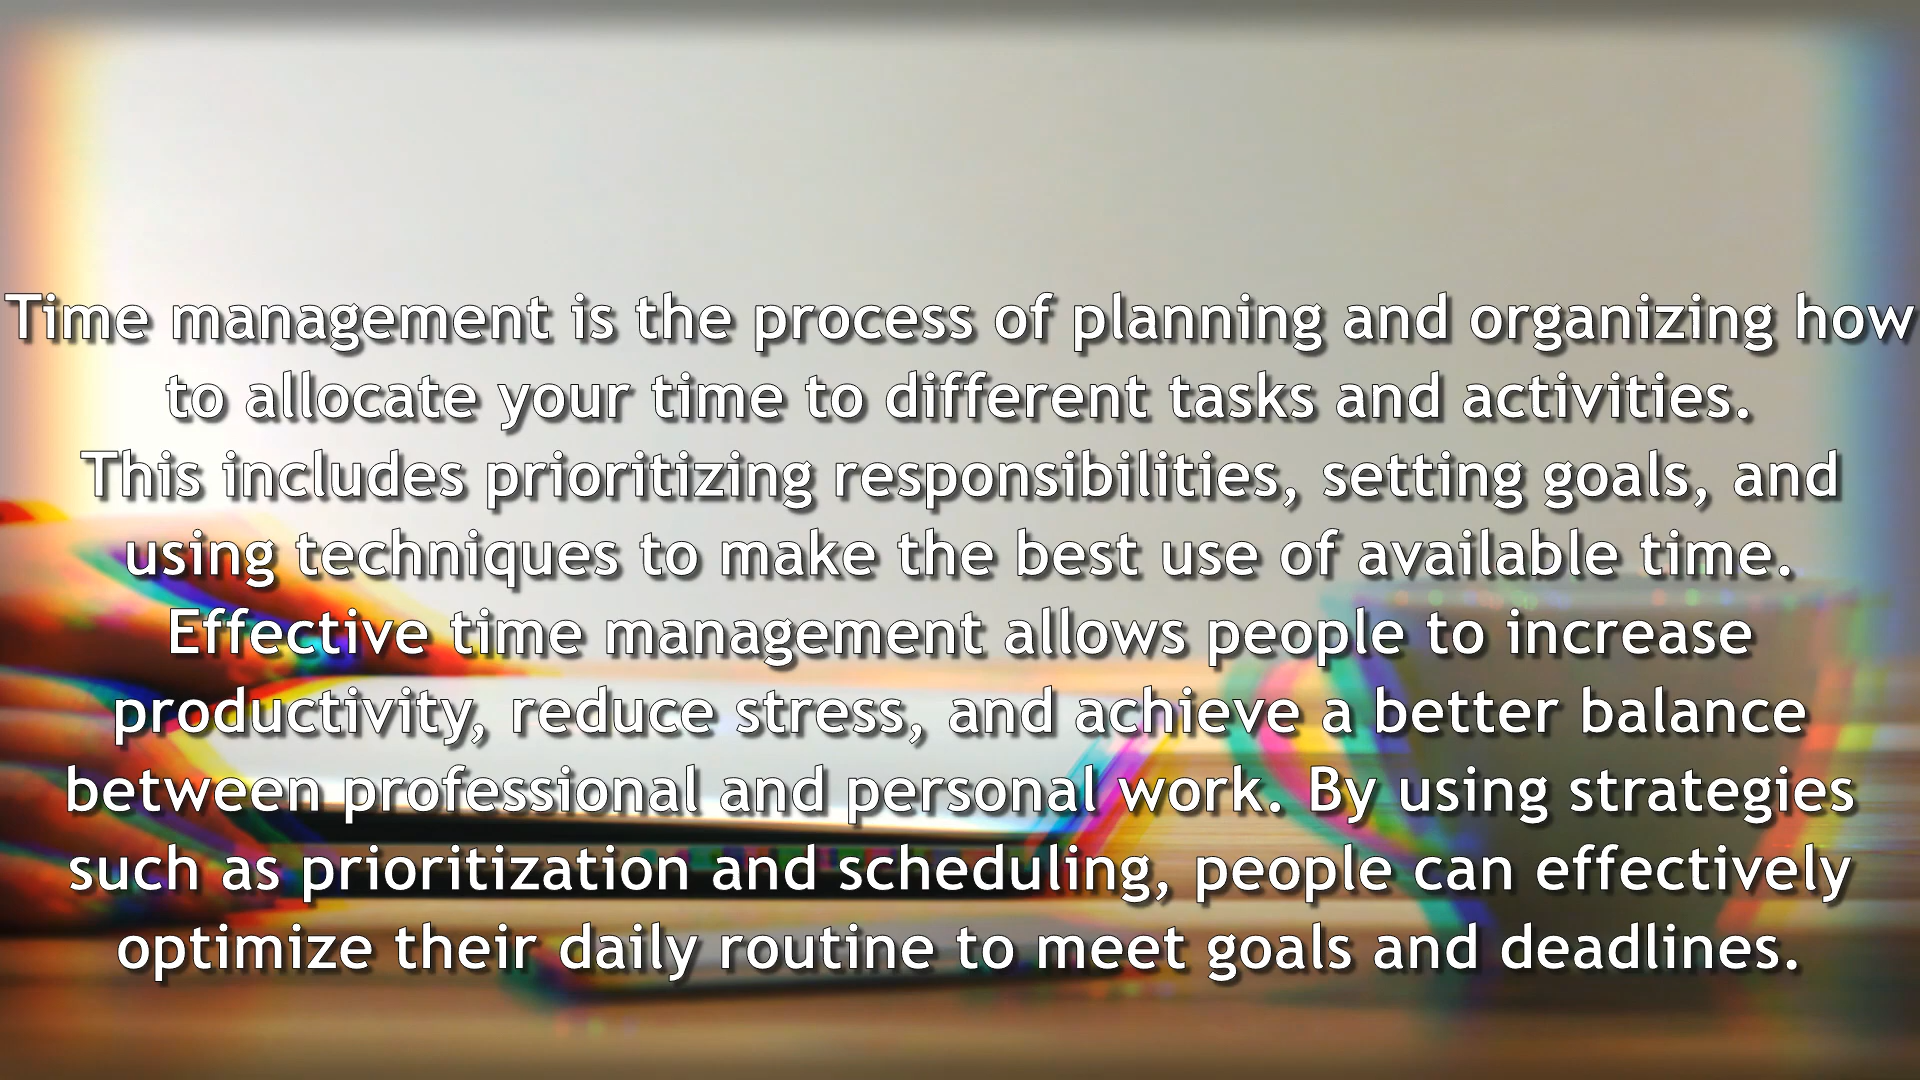 Time management is the process of planning and organizing how
to allocate your time to different tasks and activities.
This includes prioritizing responsibilities, setting goals, and
using techniques to make the best use of available time.
Effective time management allows people to increase
productivity, reduce stress, and achieve a better balance
between professional and personal work. By using strategies
such as prioritization and scheduling, people can effectively
optimize their daily routine to meet goals and deadlines.